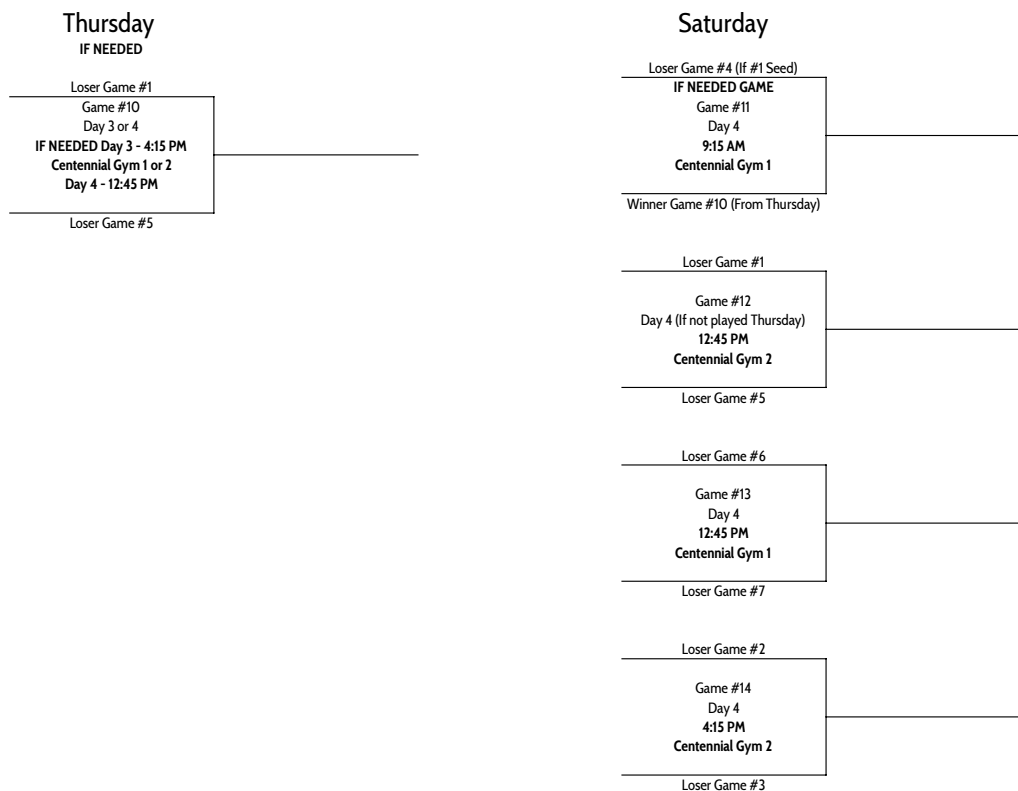 Thursday
IF NEEDED
Loser Game #1
Game #10
Day 3 or 4
IF NEEDED Day 3 - 4:15 PM
Centennial Gym 1 or 2
Day 4 - 12:45 PM
Loser Game #5
Saturday
Loser Game #4 (If #1 Seed)
IF NEEDED GAME
Game #11
Day 4
9:15 AM
Centennial Gym 1
Winner Game #10 (From Thursday)
Loser Game #1
Game #12
Day 4 (If not played Thursday)
12:45 PM
Centennial Gym 2
Loser Game #5
Loser Game #6
Game #13
Day 4
12:45 PM
Centennial Gym 1
Loser Game #7
Loser Game #2
Game #14
Day 4
4:15 PM
Centennial Gym 2
Loser Game #3